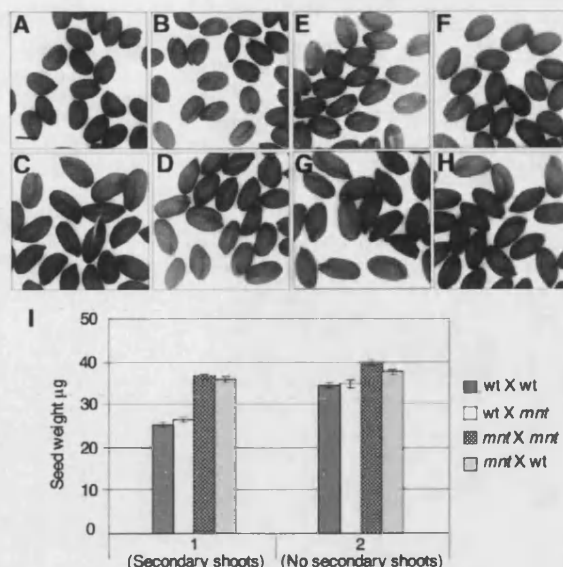 A B E F
C D G H
I
50
40
30
20
10
0
Seed weight µg
1 2
(Secondary shoots) (No secondary shoots)
wt X wt
wt X mnt
mnt X mnt
mnt X wt